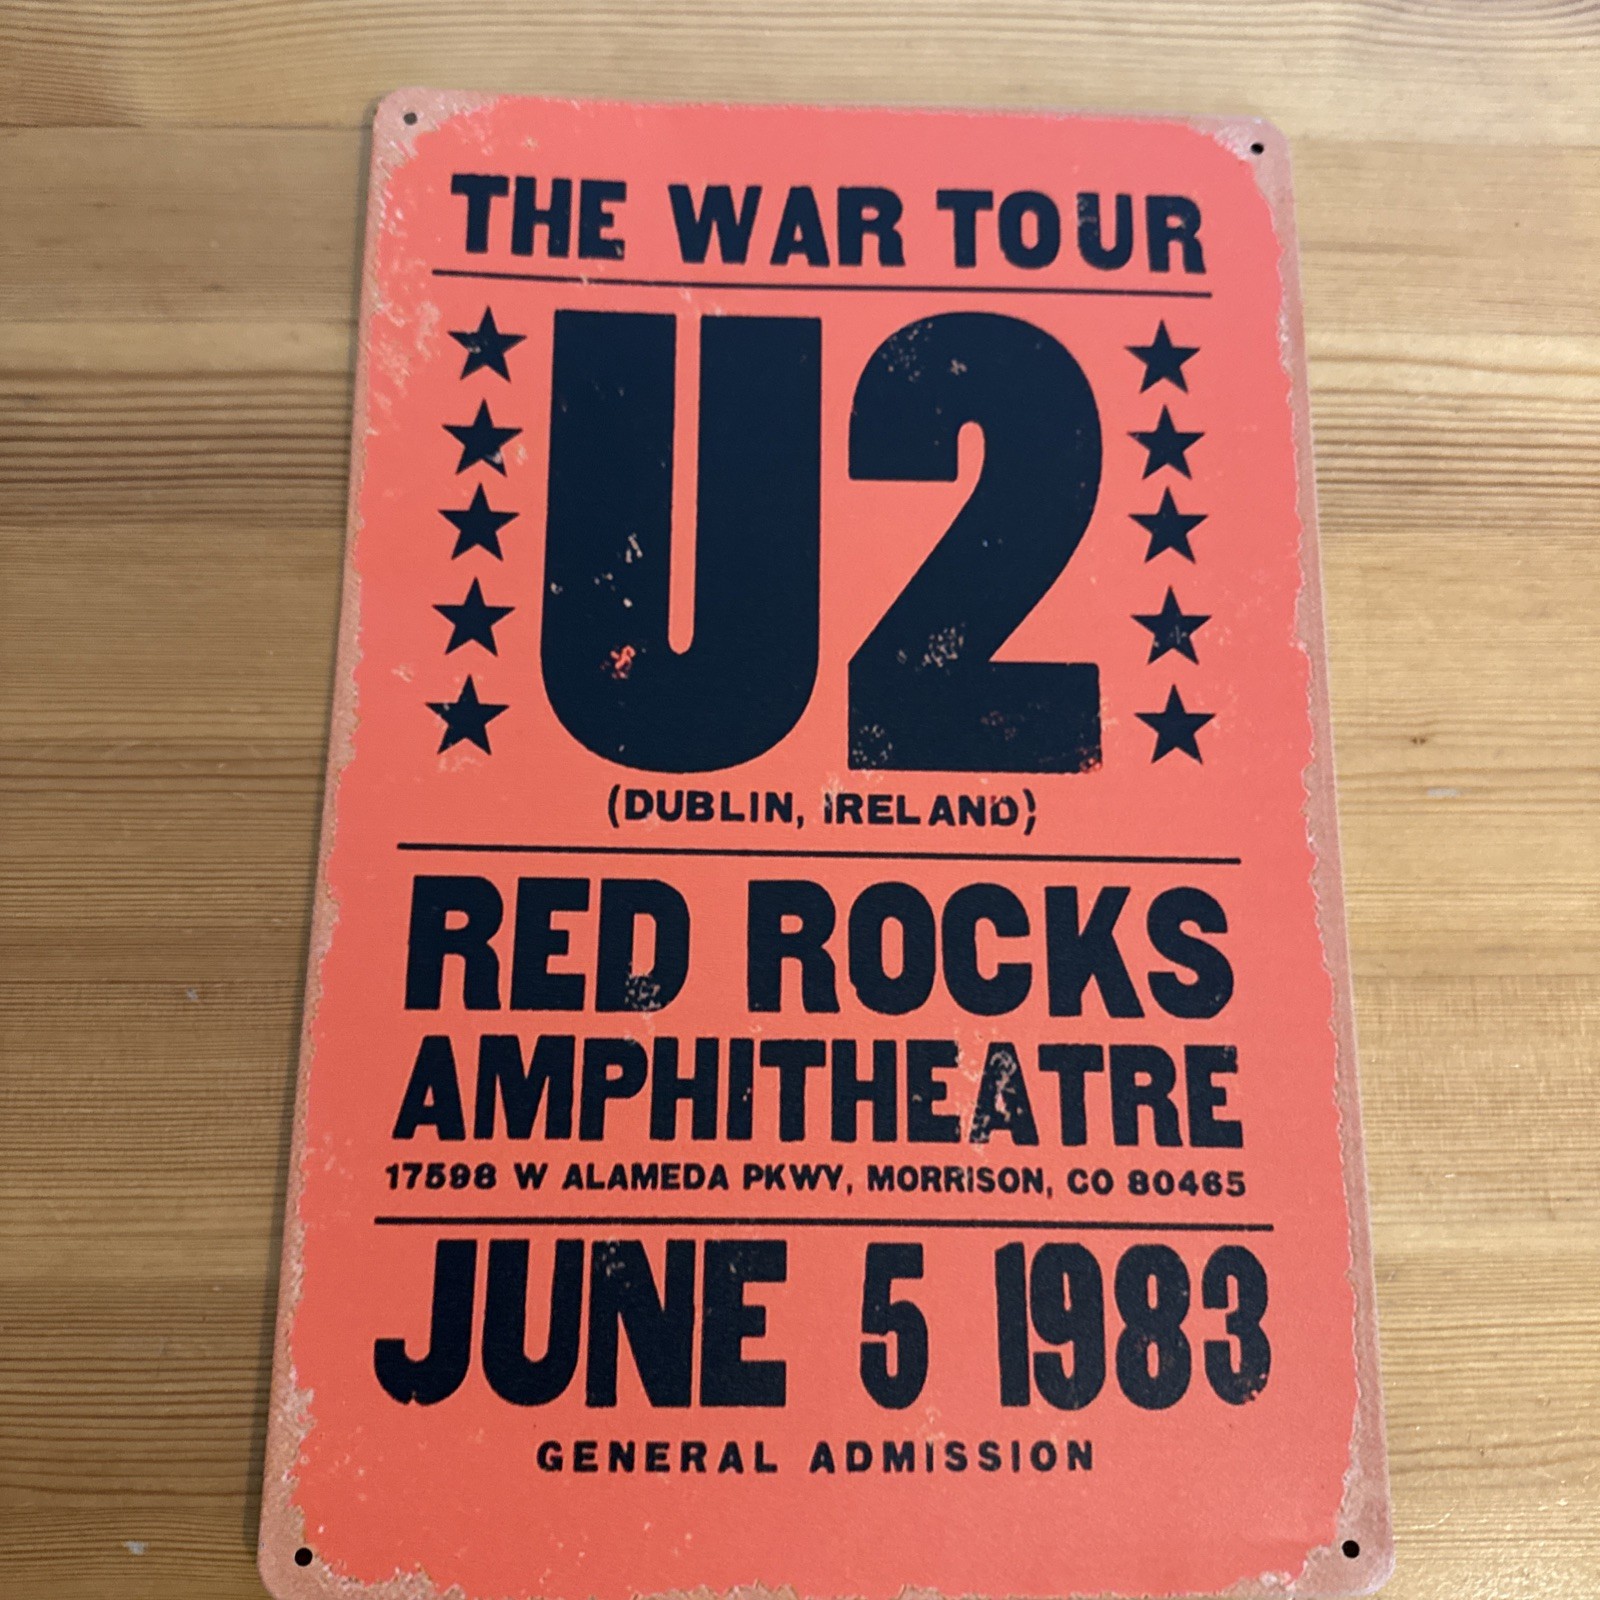 THE WAR TOUR
U2
(DUBLIN, IRELAND)
RED ROCKS
AMPHITHEATRE
17598 W ALAMEDA PKWY, MORRISON, CO 80465
JUNE 5 1983
GENERAL ADMISSION